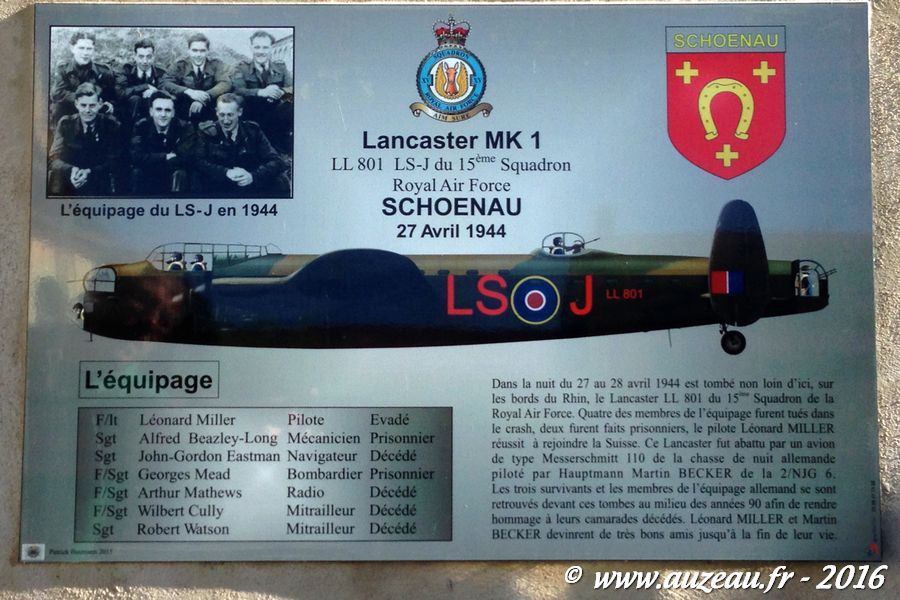 SQUADRON
XV XV
ROYAL AIR FORCE
AIM SURE
SCHOENAU
Lancaster MK 1
LL 801 LS-J du 15ème Squadron
Royal Air Force
SCHOENAU
27 Avril 1944
L'équipage du LS-J en 1944
LS J LL 801
L'équipage
F/lt Léonard Miller Pilote Evadé
Sgt Alfred Beazley-Long Mécanicien Prisonnier
Sgt John-Gordon Eastman Navigateur Décédé
F/Sgt Georges Mead Bombardier Prisonnier
F/Sgt Arthur Mathews Radio Décédé
F/Sgt Wilbert Cully Mitrailleur Décédé
Sgt Robert Watson Mitrailleur Décédé
Dans la nuit du 27 au 28 avril 1944 est tombé non loin d'ici, sur
les bords du Rhin, le Lancaster LL 801 du 15ème Squadron de la
Royal Air Force. Quatre des membres de l'équipage furent tués dans
le crash, deux furent faits prisonniers, le pilote Léonard MILLER
réussit à rejoindre la Suisse. Ce Lancaster fut abattu par un avion
de type Messerschmitt 110 de la chasse de nuit allemande
piloté par Hauptmann Martin BECKER de la 2/NJG 6.
Les trois survivants et les membres de l'équipage allemand se sont
retrouvés devant ces tombes au milieu des années 90 afin de rendre
hommage à leurs camarades décédés. Léonard MILLER et Martin
BECKER devinrent de très bons amis jusqu'à la fin de leur vie.
Patrick
© www.auzeau.fr - 2016